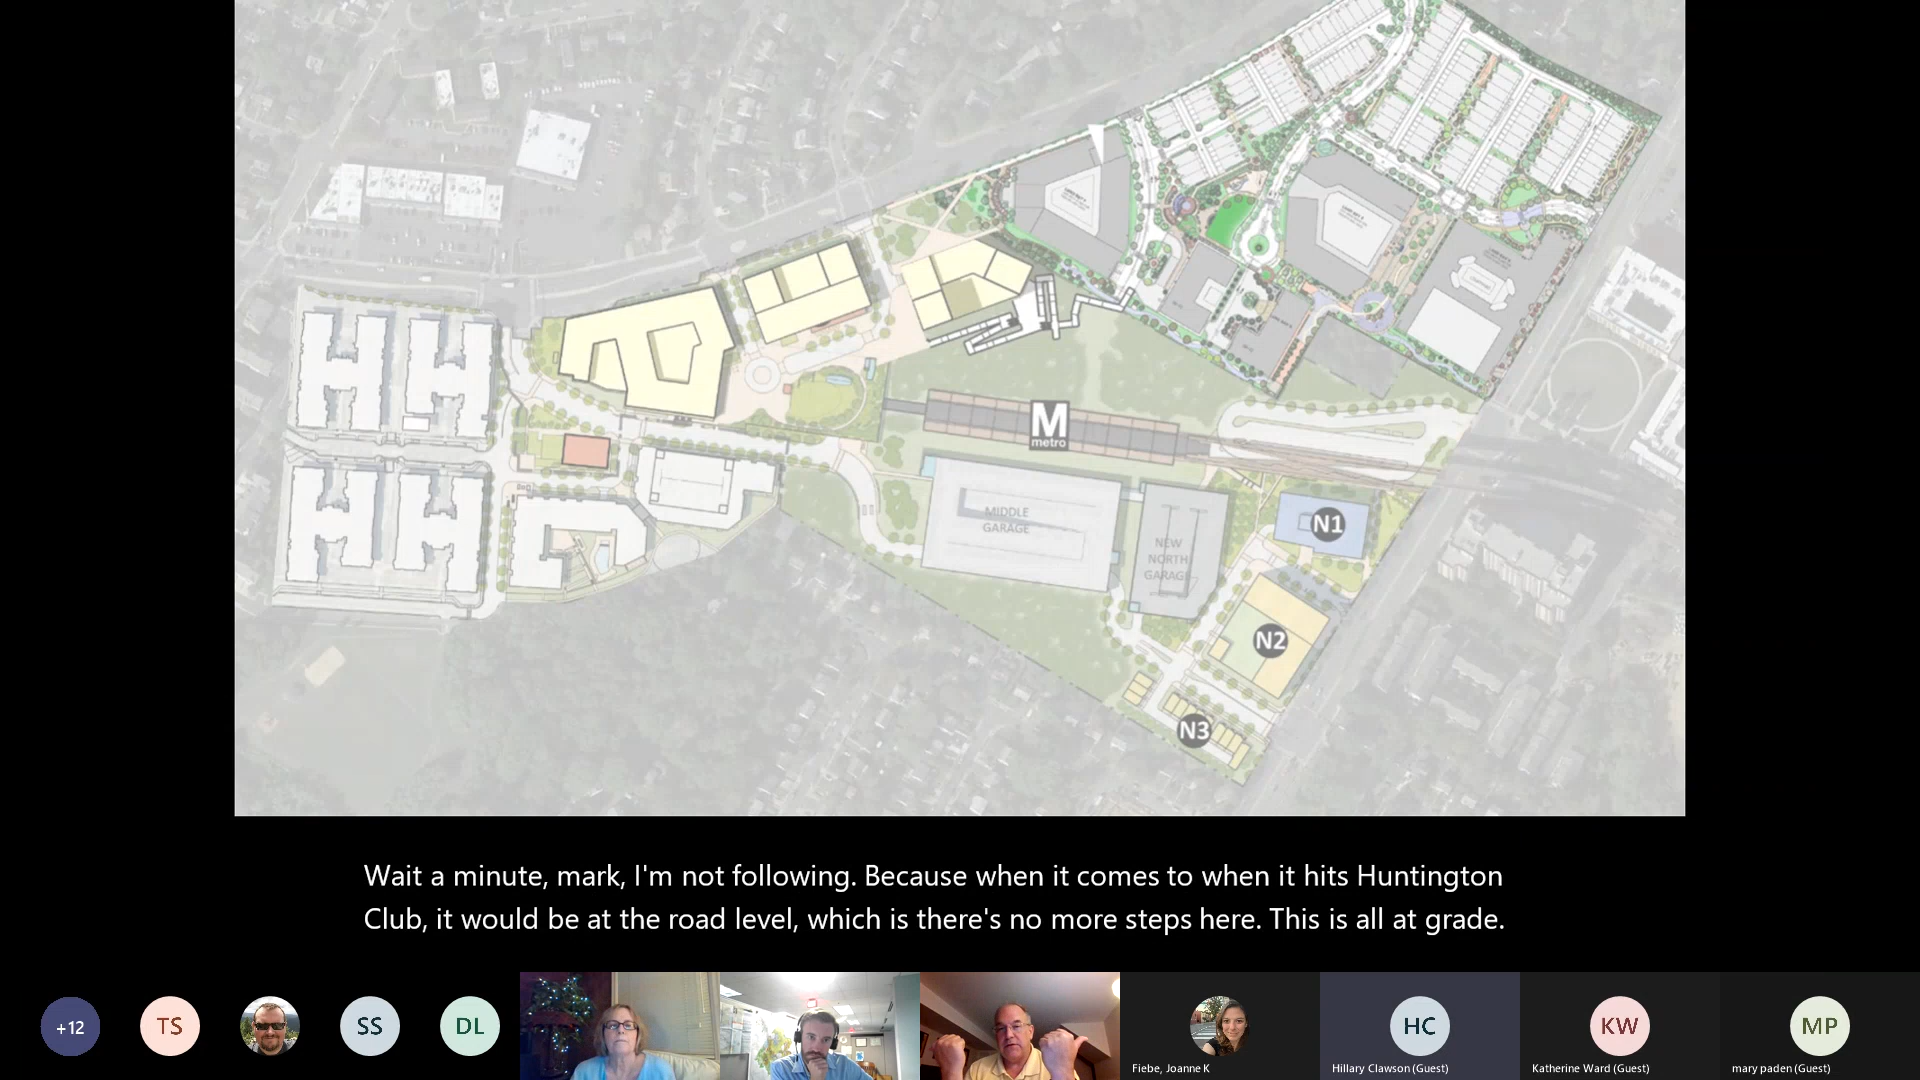 M
metro
MIDDLE
GARAGE
NEW
NORTH
GARAGE
N1
N2
N3
Wait a minute, mark, I'm not following. Because when it comes to when it hits Huntington
Club, it would be at the road level, which is there's no more steps here. This is all at grade.
+12
TS
SS
DL
Fiebe, Joanne K
HC
Hillary Clawson (Guest)
KW
Katherine Ward (Guest)
MP
mary paden (Guest)